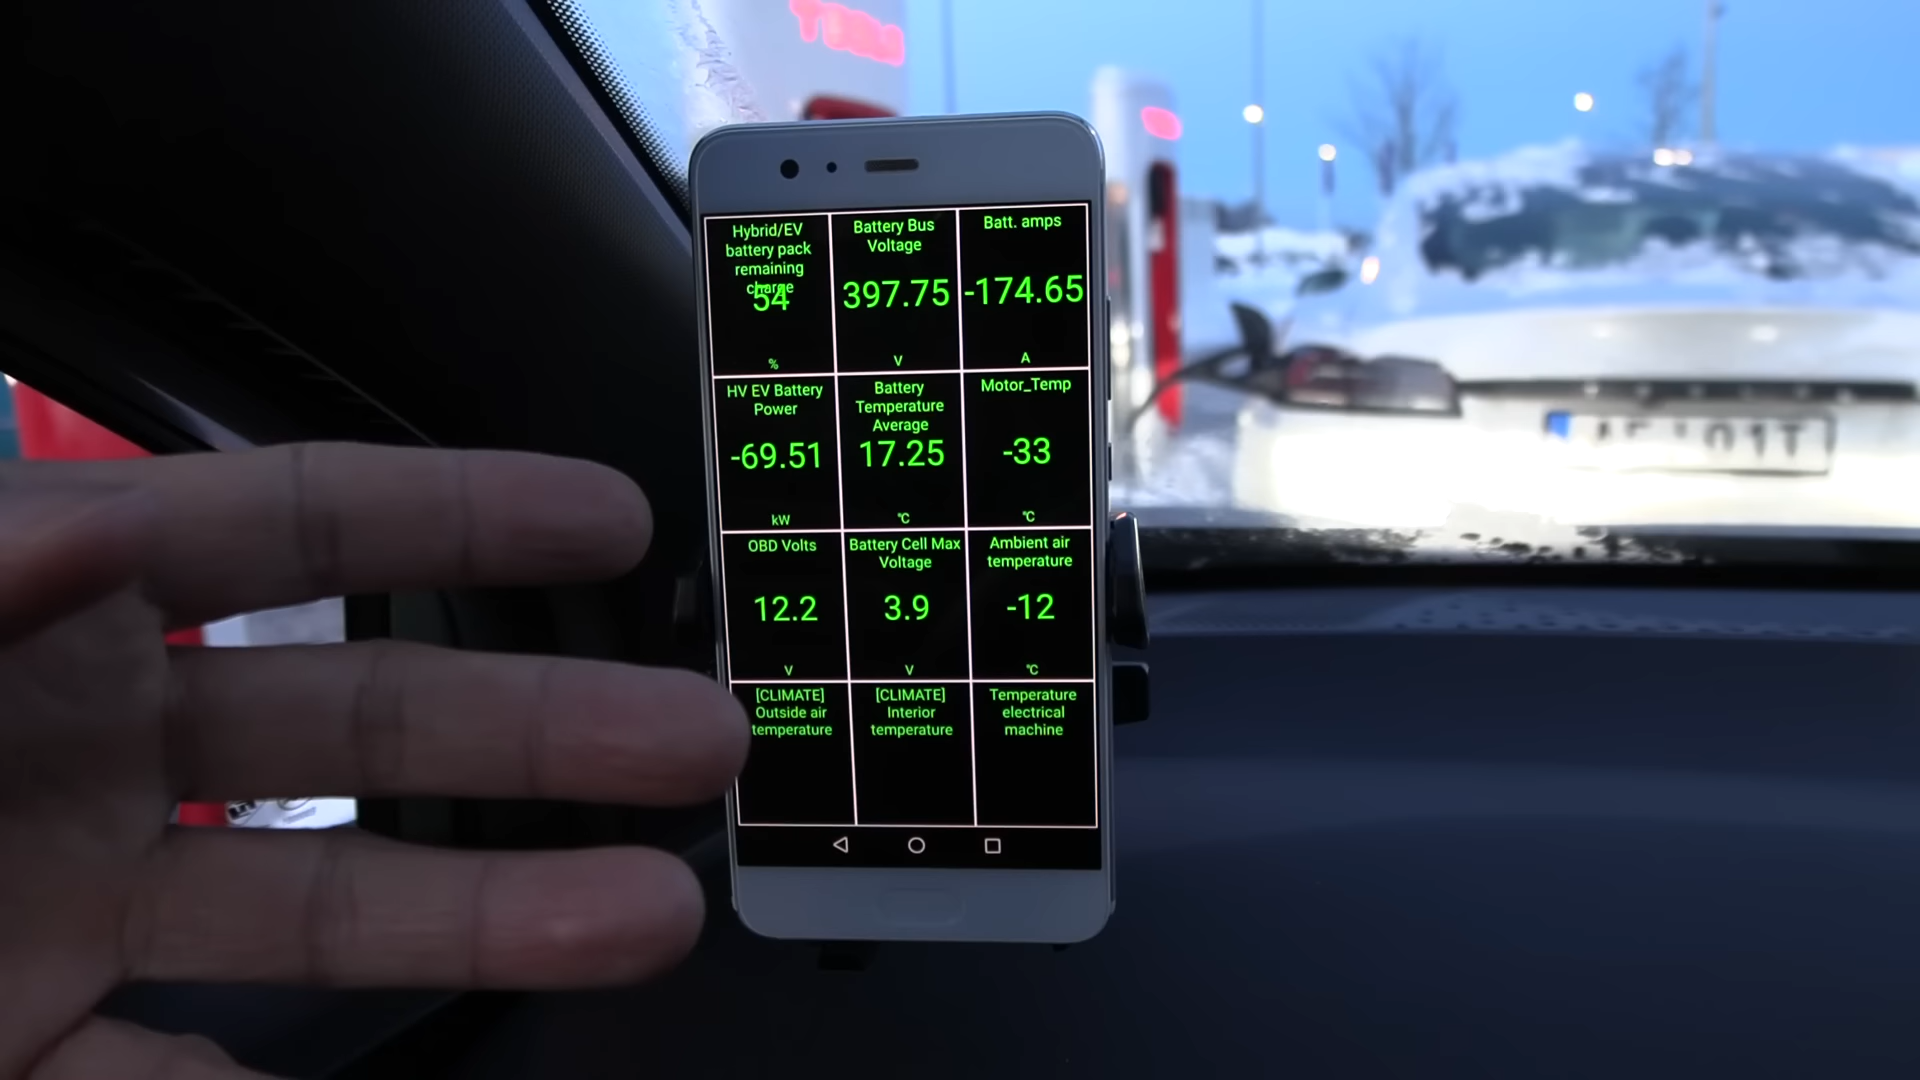 Hybrid/EV
battery pack
remaining
charge
54
%
Battery Bus
Voltage
397.75
V
Batt. amps
-174.65
A
HV EV Battery
Power
-69.51
kW
Battery
Temperature
Average
17.25
°C
Motor_Temp
-33
°C
OBD Volts
12.2
V
Battery Cell Max
Voltage
3.9
V
Ambient air
temperature
-12
°C
[CLIMATE]
Outside air
temperature
[CLIMATE]
Interior
temperature
Temperature
electrical
machine